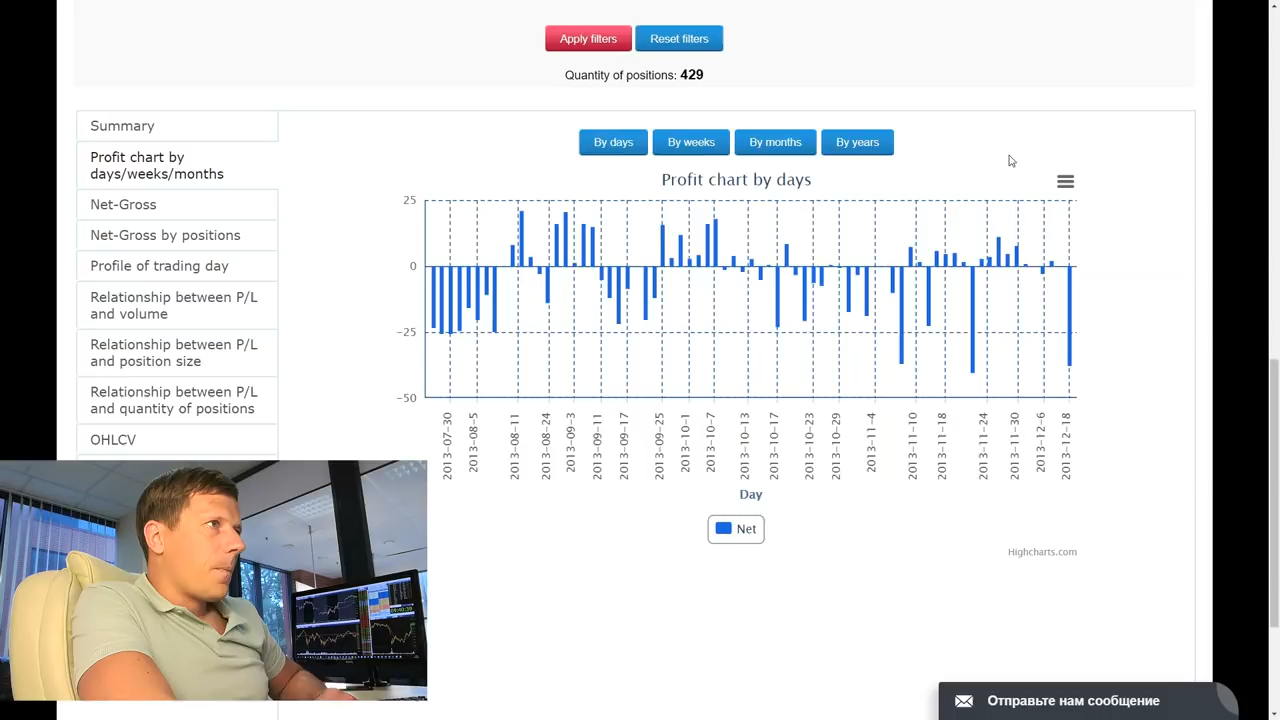 Apply filters
Reset filters
Quantity of positions: 429
Summary
Profit chart by
days/weeks/months
Net-Gross
Net-Gross by positions
Profile of trading day
Relationship between P/L
and volume
Relationship between P/L
and position size
Relationship between P/L
and quantity of positions
OHLCV
By days
By weeks
By months
By years
Profit chart by days
25
0
−25
−50
2013-07-30
2013-08-5
2013-08-11
2013-08-24
2013-09-3
2013-09-11
2013-09-17
2013-09-25
2013-10-1
2013-10-7
2013-10-13
2013-10-17
2013-10-23
2013-10-29
2013-11-4
2013-11-10
2013-11-18
2013-11-24
2013-11-30
2013-12-6
2013-12-18
Day
Net
Highcharts.com
Отправьте нам сообщение